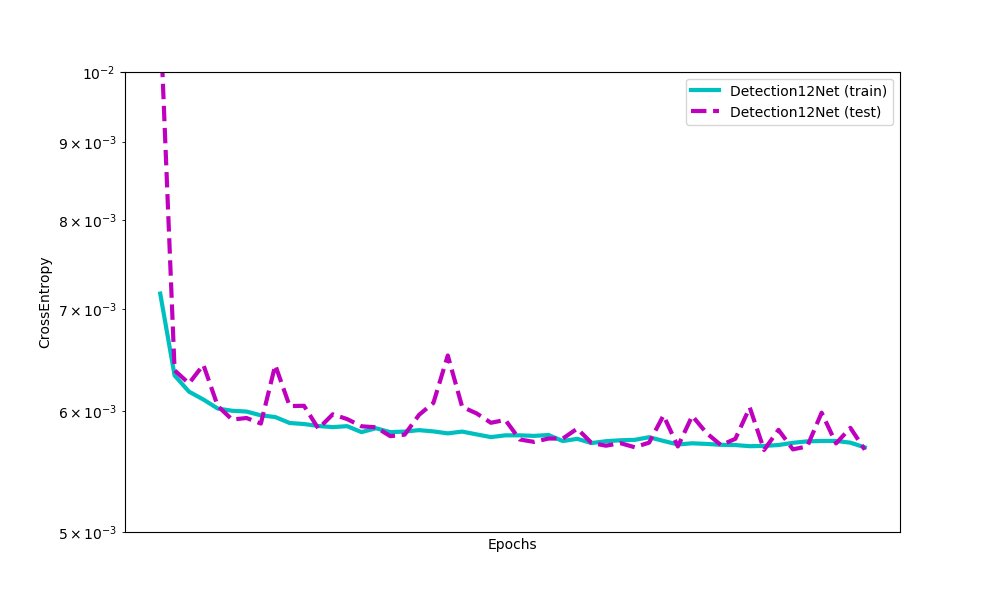 10⁻²
9 × 10⁻³
8 × 10⁻³
7 × 10⁻³
6 × 10⁻³
5 × 10⁻³
CrossEntropy
Epochs
Detection12Net (train)
Detection12Net (test)